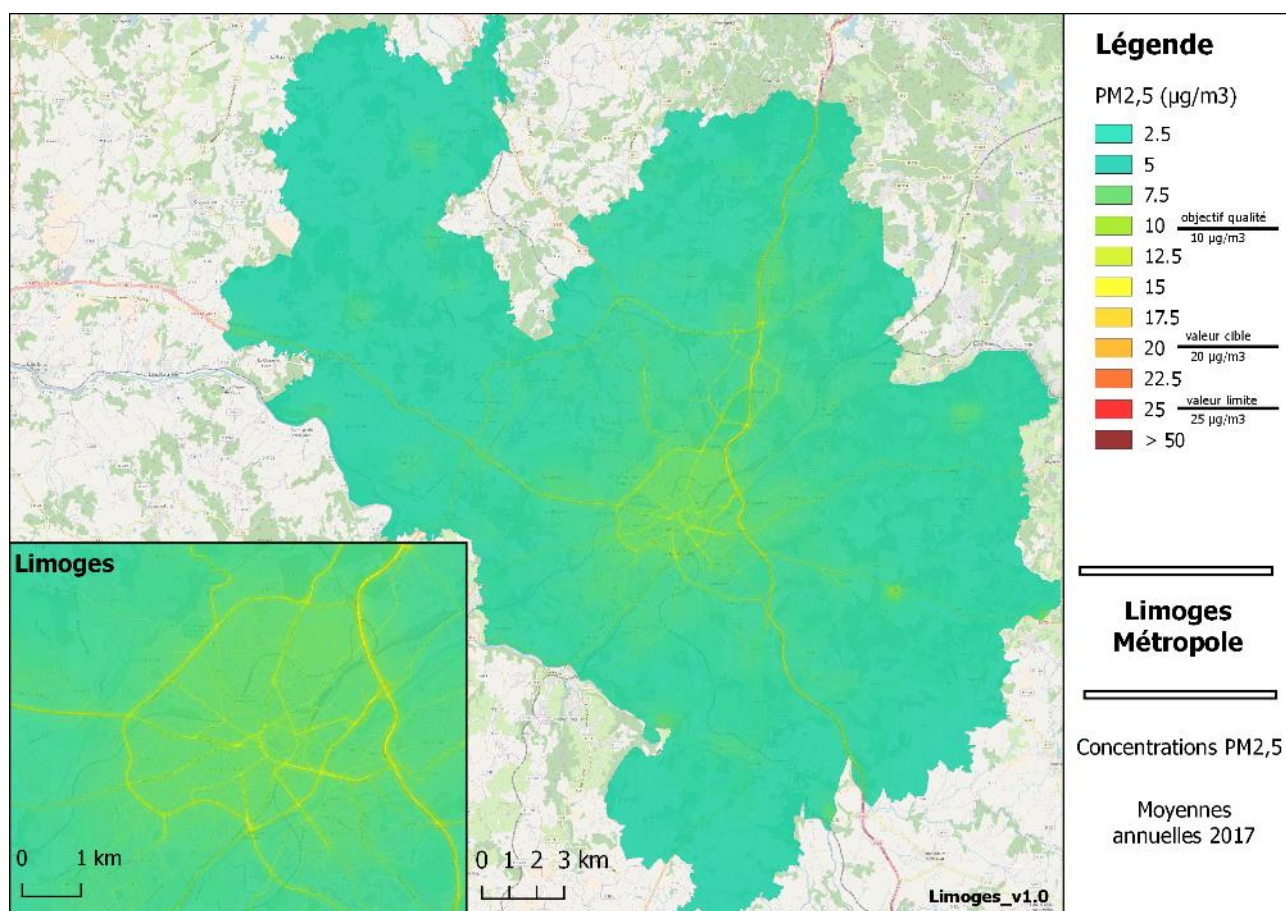 Légende
PM2,5 (µg/m3)
2.5
5
7.5
10 objectif qualité
10 µg/m3
12.5
15
17.5
20 valeur cible
20 µg/m3
22.5
25 valeur limite
25 µg/m3
> 50
Limoges
Métropole
Concentrations PM2,5
Moyennes
annuelles 2017
Limoges
0 1 km
0 1 2 3 km
Limoges_v1.0